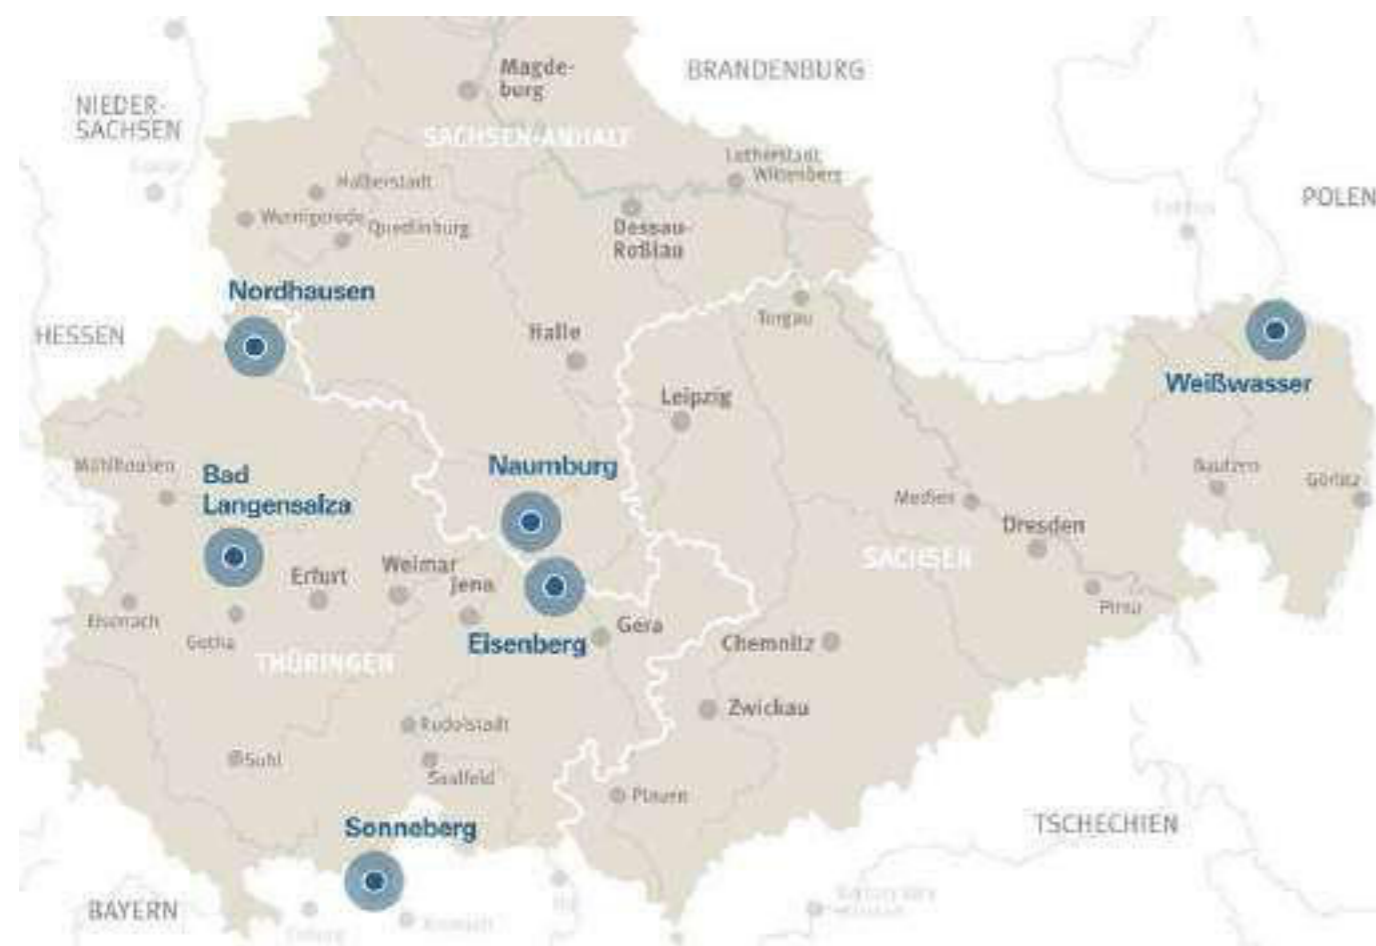 Magde-
burg
BRANDENBURG
NIEDER-
SACHSEN
SACHSEN-ANHALT
Lutherstadt
Wittenberg
Halberstadt
POLEN
Wernigerode
Quedlinburg
Dessau-
Roßlau
Nordhausen
Torgau
HESSEN
Halle
Weißwasser
Leipzig
Mühlhausen
Bad
Langensalza
Naumburg
Bautzen
Görlitz
Meißen
Dresden
SACHSEN
Erfurt
Weimar
Jena
Eisenach
Gotha
Eisenberg
Gera
Pirna
THÜRINGEN
Chemnitz
Zwickau
Rudolstadt
Suhl
Saalfeld
Plauen
Sonneberg
TSCHECHIEN
BAYERN